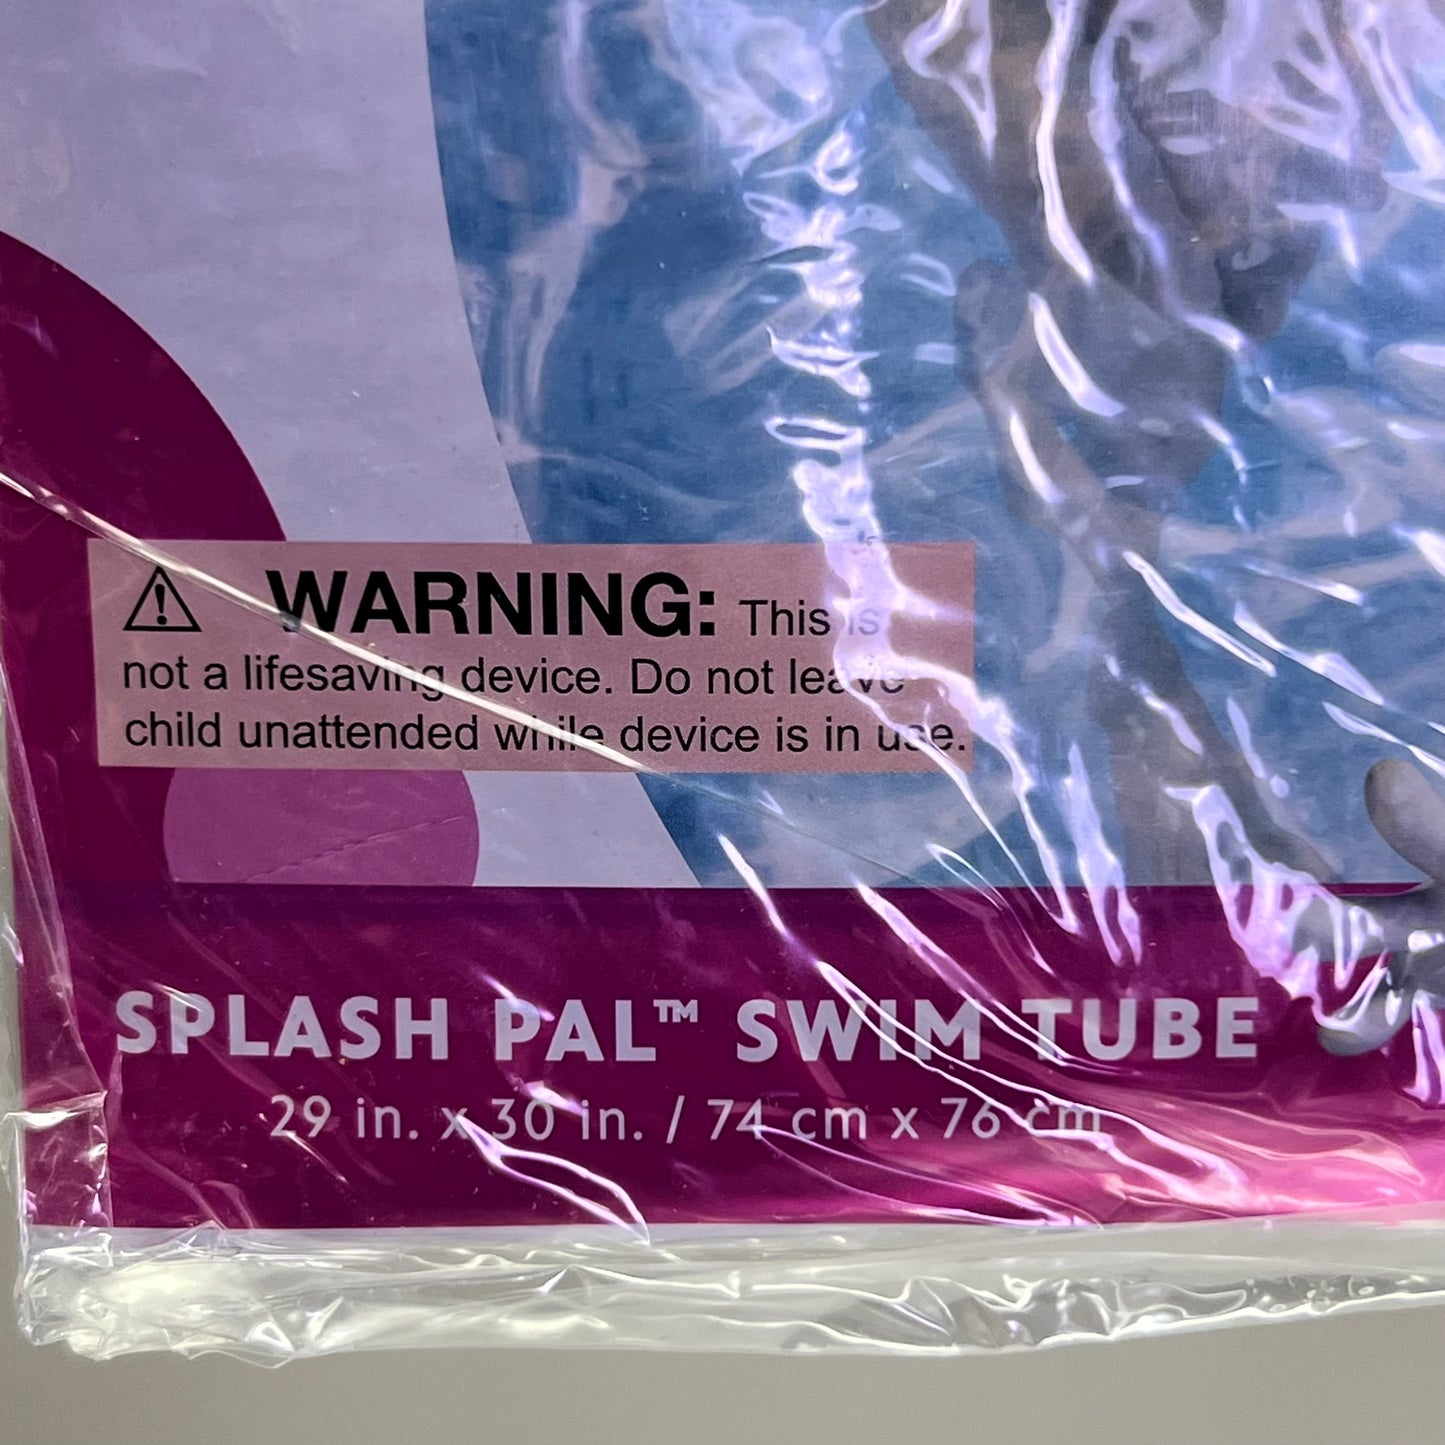 WARNING: This is
not a lifesaving device. Do not leave
child unattended while device is in use.
SPLASH PAL™ SWIM TUBE
29 in. x 30 in. / 74 cm x 76 cm